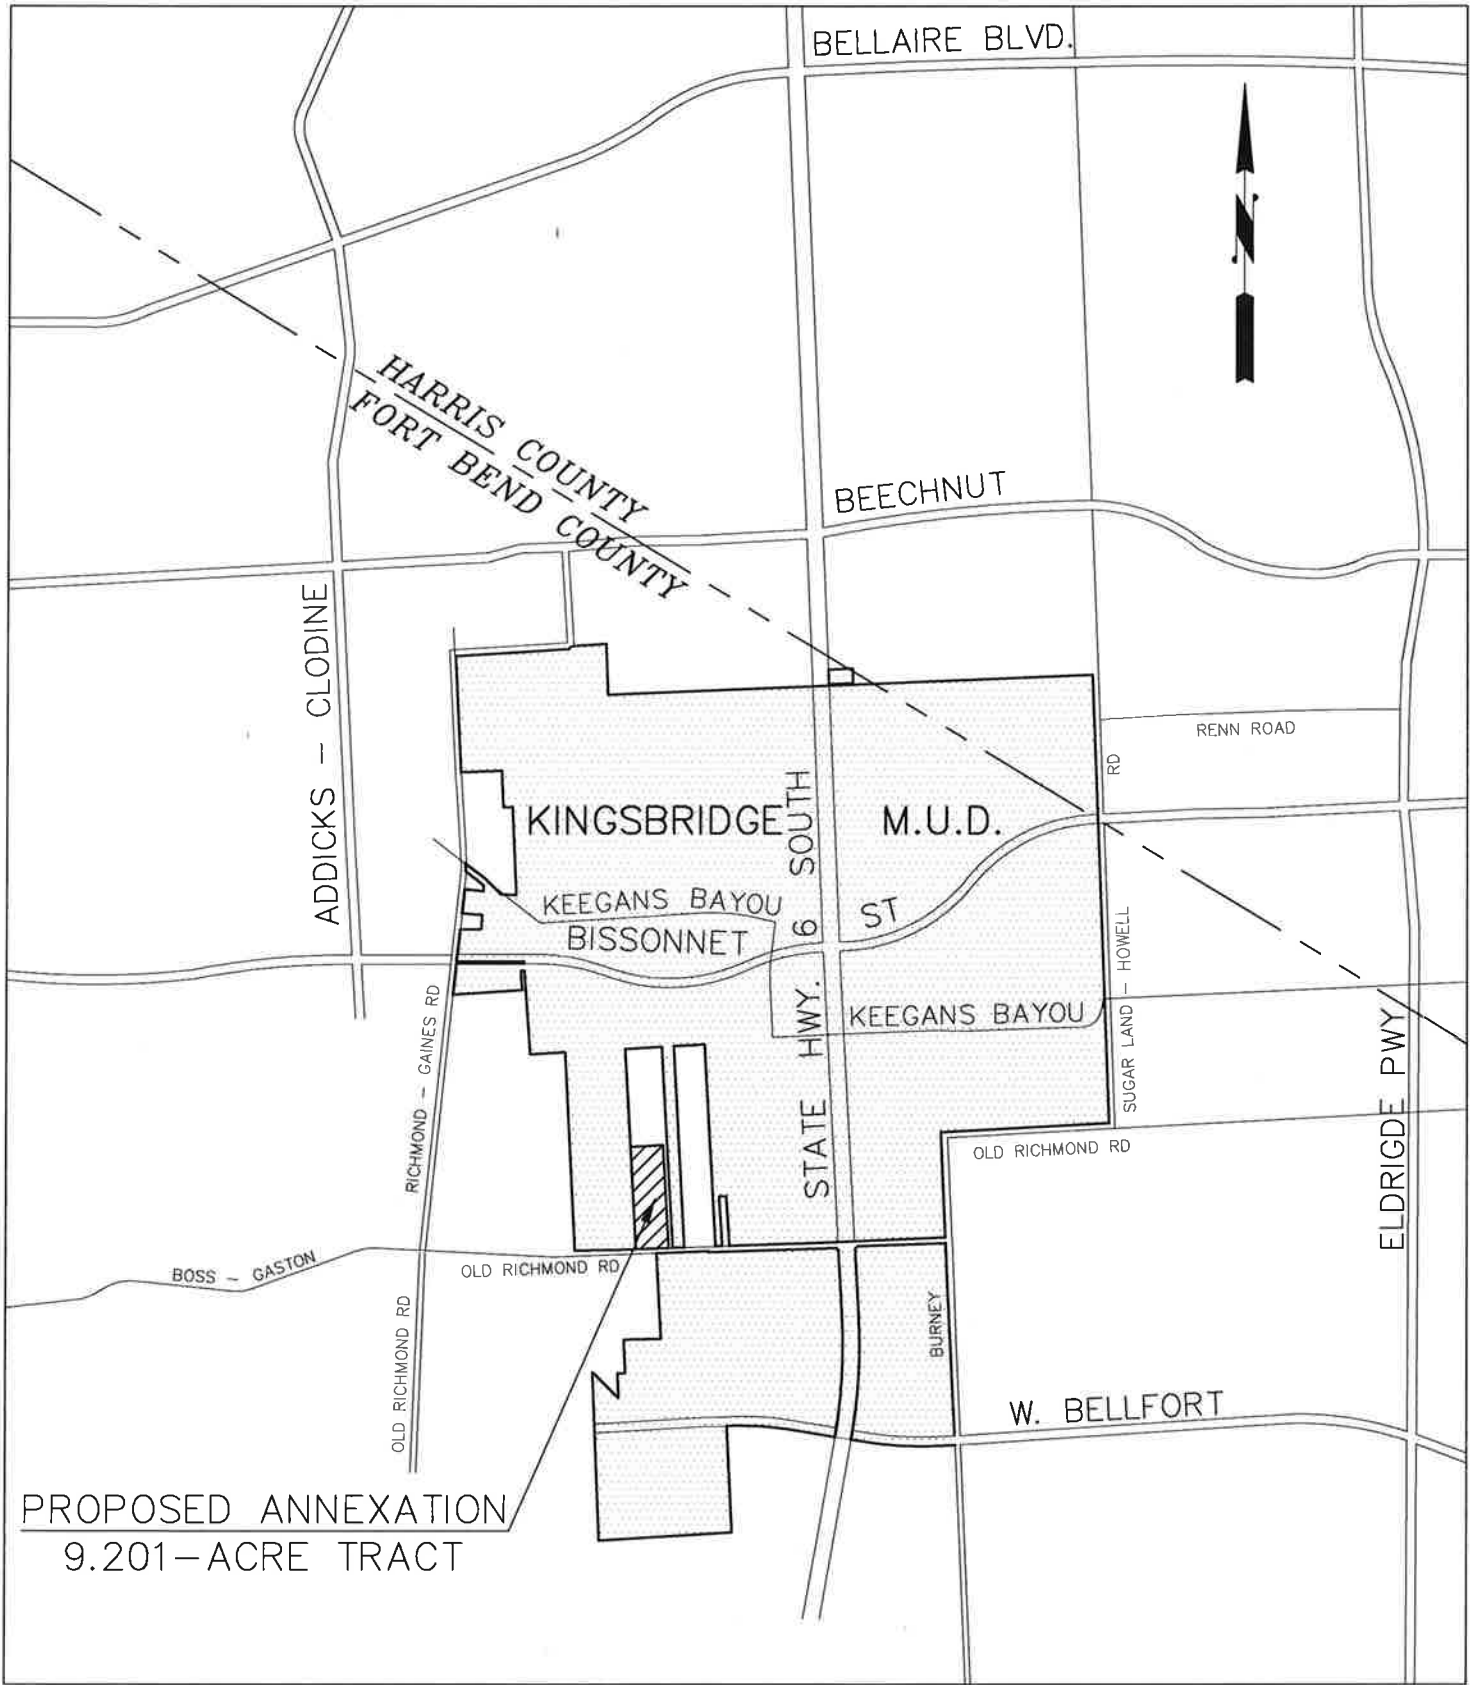 BELLAIRE BLVD.
N
HARRIS COUNTY
FORT BEND COUNTY
BEECHNUT
ADDICKS - CLODINE
RENN ROAD
RD
KINGSBRIDGE M.U.D.
STATE HWY. 6 SOUTH
KEEGANS BAYOU
BISSONNET ST
KEEGANS BAYOU
SUGAR LAND - HOWELL
RICHMOND - GAINES RD
ELDRIGDE PWY
OLD RICHMOND RD
BOSS - GASTON
OLD RICHMOND RD
OLD RICHMOND RD
BURNEY
W. BELLFORT
PROPOSED ANNEXATION
9.201-ACRE TRACT